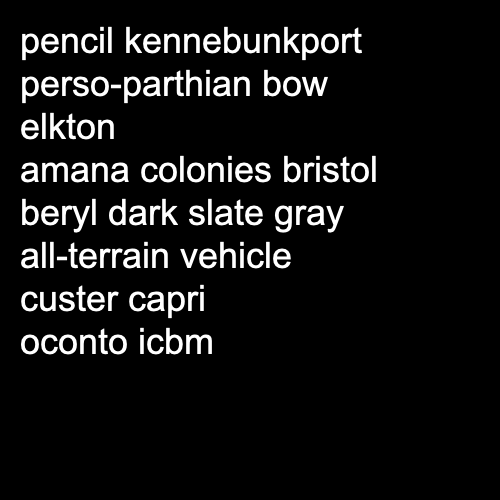 pencil kennebunkport
perso-parthian bow
elkton
amana colonies bristol
beryl dark slate gray
all-terrain vehicle
custer capri
oconto icbm